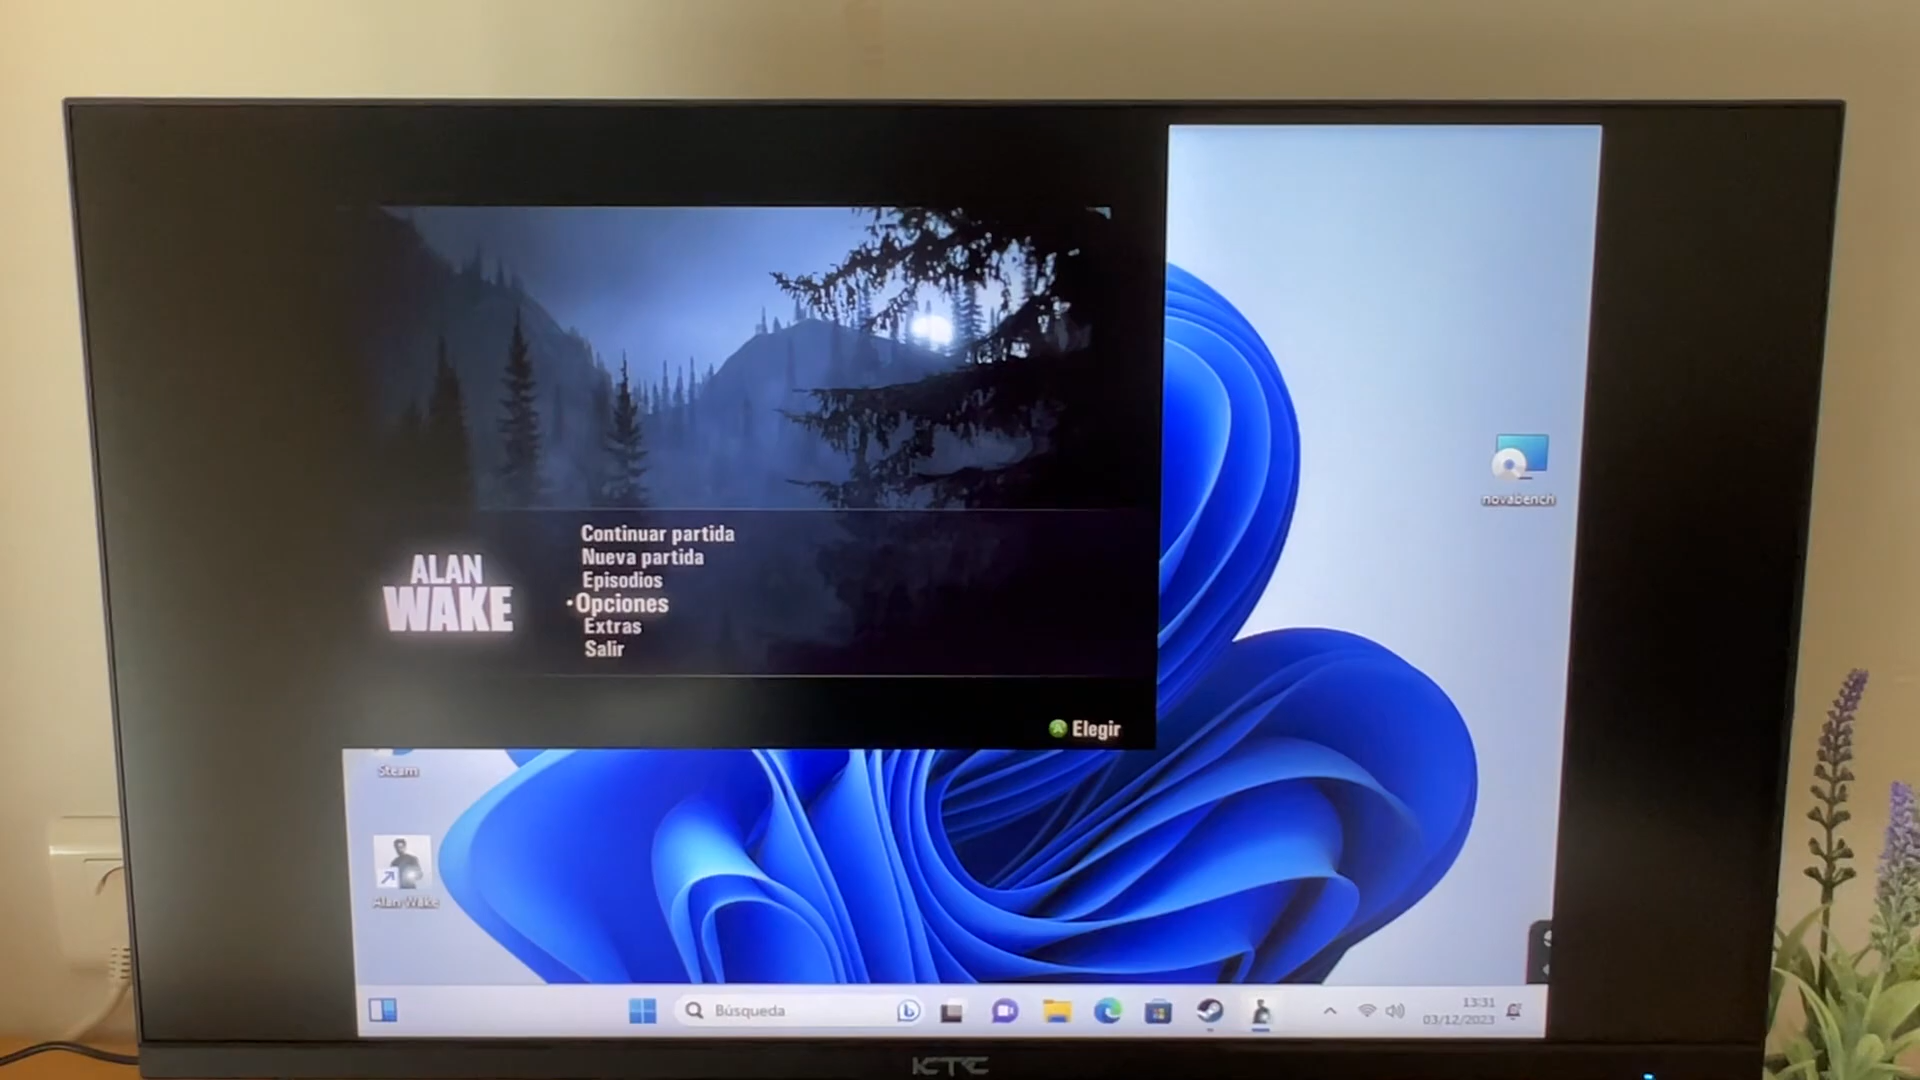 novabench
Continuar partida
Nueva partida
Episodios
Opciones
Extras
Salir
ALAN
WAKE
Elegir
Steam
Alan Wake
Búsqueda
13:31
03/12/2023
KTC